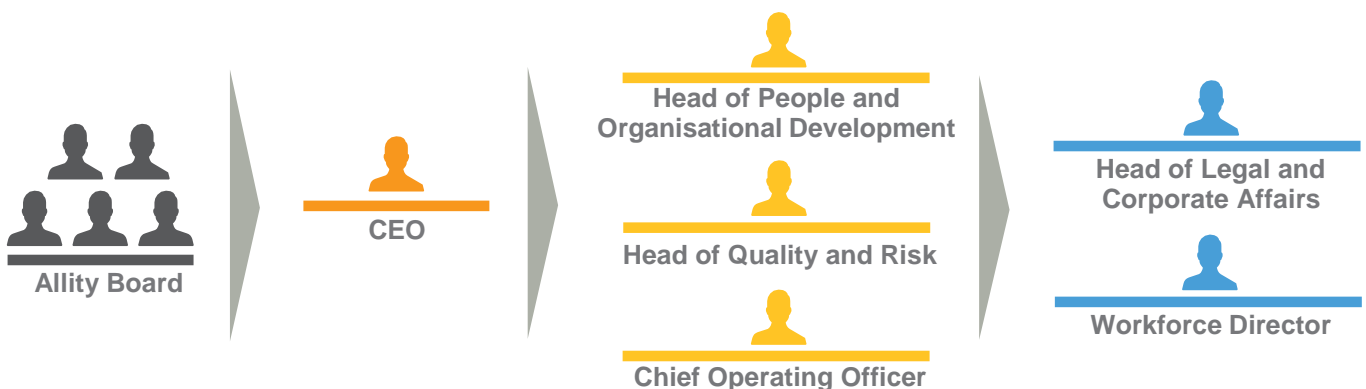 Allity Board
CEO
Head of People and
Organisational Development
Head of Quality and Risk
Chief Operating Officer
Head of Legal and
Corporate Affairs
Workforce Director